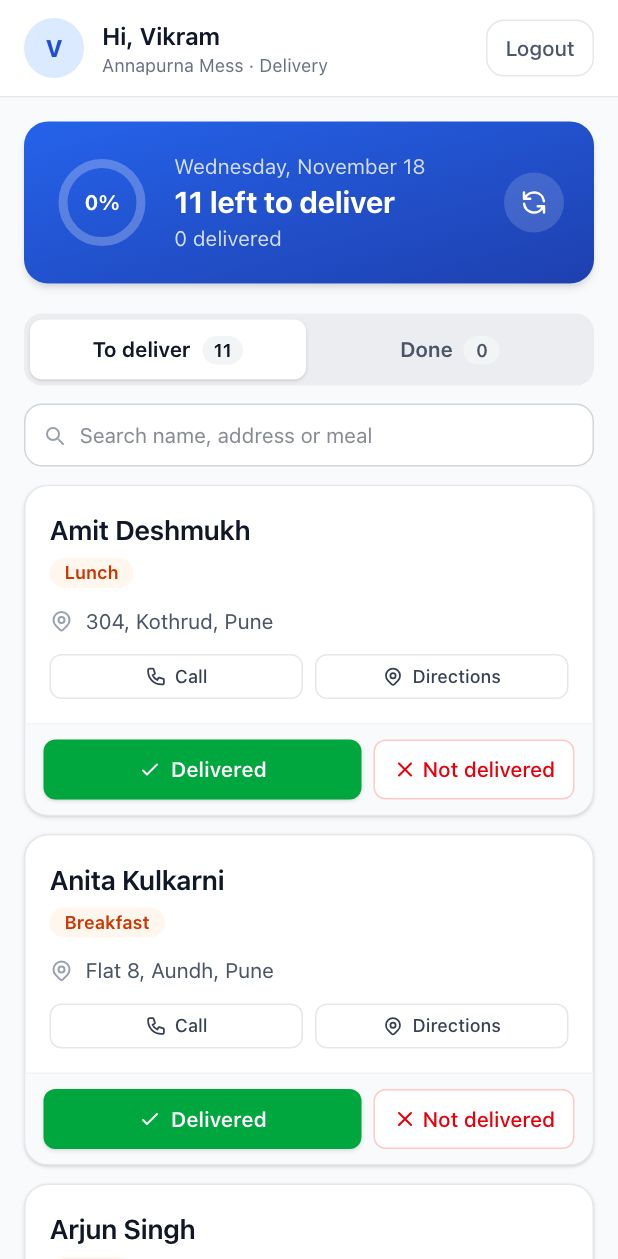 V
Hi, Vikram
Annapurna Mess · Delivery
Logout
0%
Wednesday, November 18
11 left to deliver
0 delivered
To deliver 11
Done 0
Search name, address or meal
Amit Deshmukh
Lunch
304, Kothrud, Pune
Call
Directions
Delivered
Not delivered
Anita Kulkarni
Breakfast
Flat 8, Aundh, Pune
Call
Directions
Delivered
Not delivered
Arjun Singh